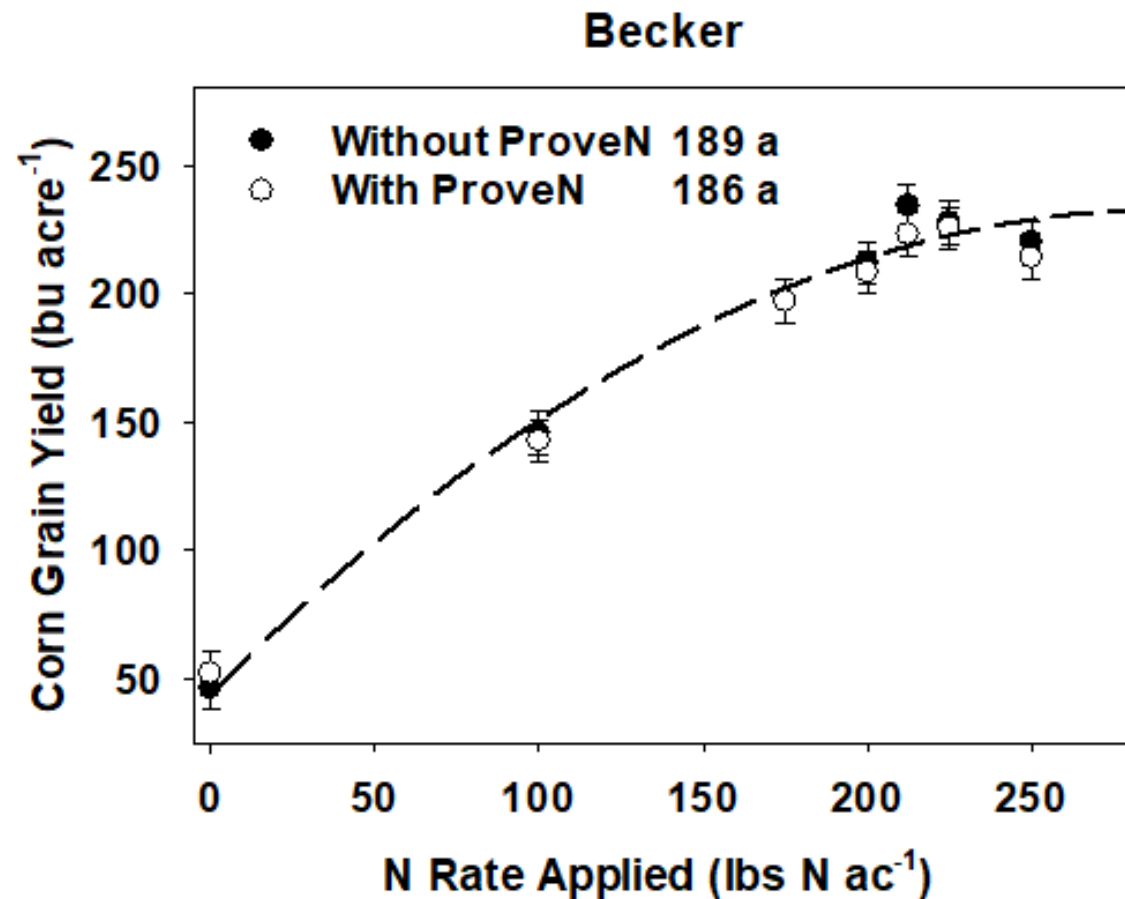 Becker
Without ProveN 189 a
With ProveN 186 a
Corn Grain Yield (bu acre⁻¹)
250
200
150
100
50
0 50 100 150 200 250
N Rate Applied (lbs N ac⁻¹)